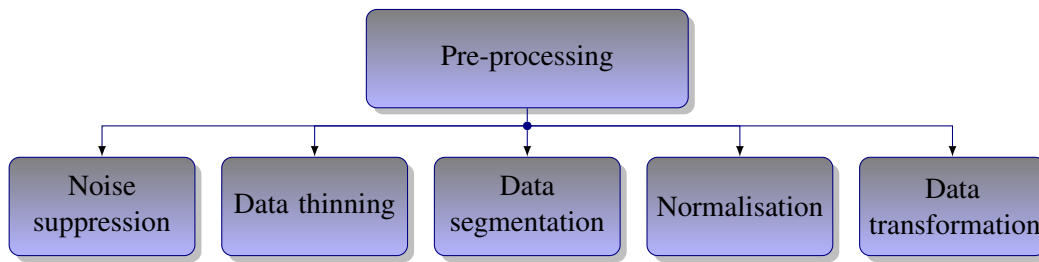 Pre-processing
Noise
suppression
Data thinning
Data
segmentation
Normalisation
Data
transformation